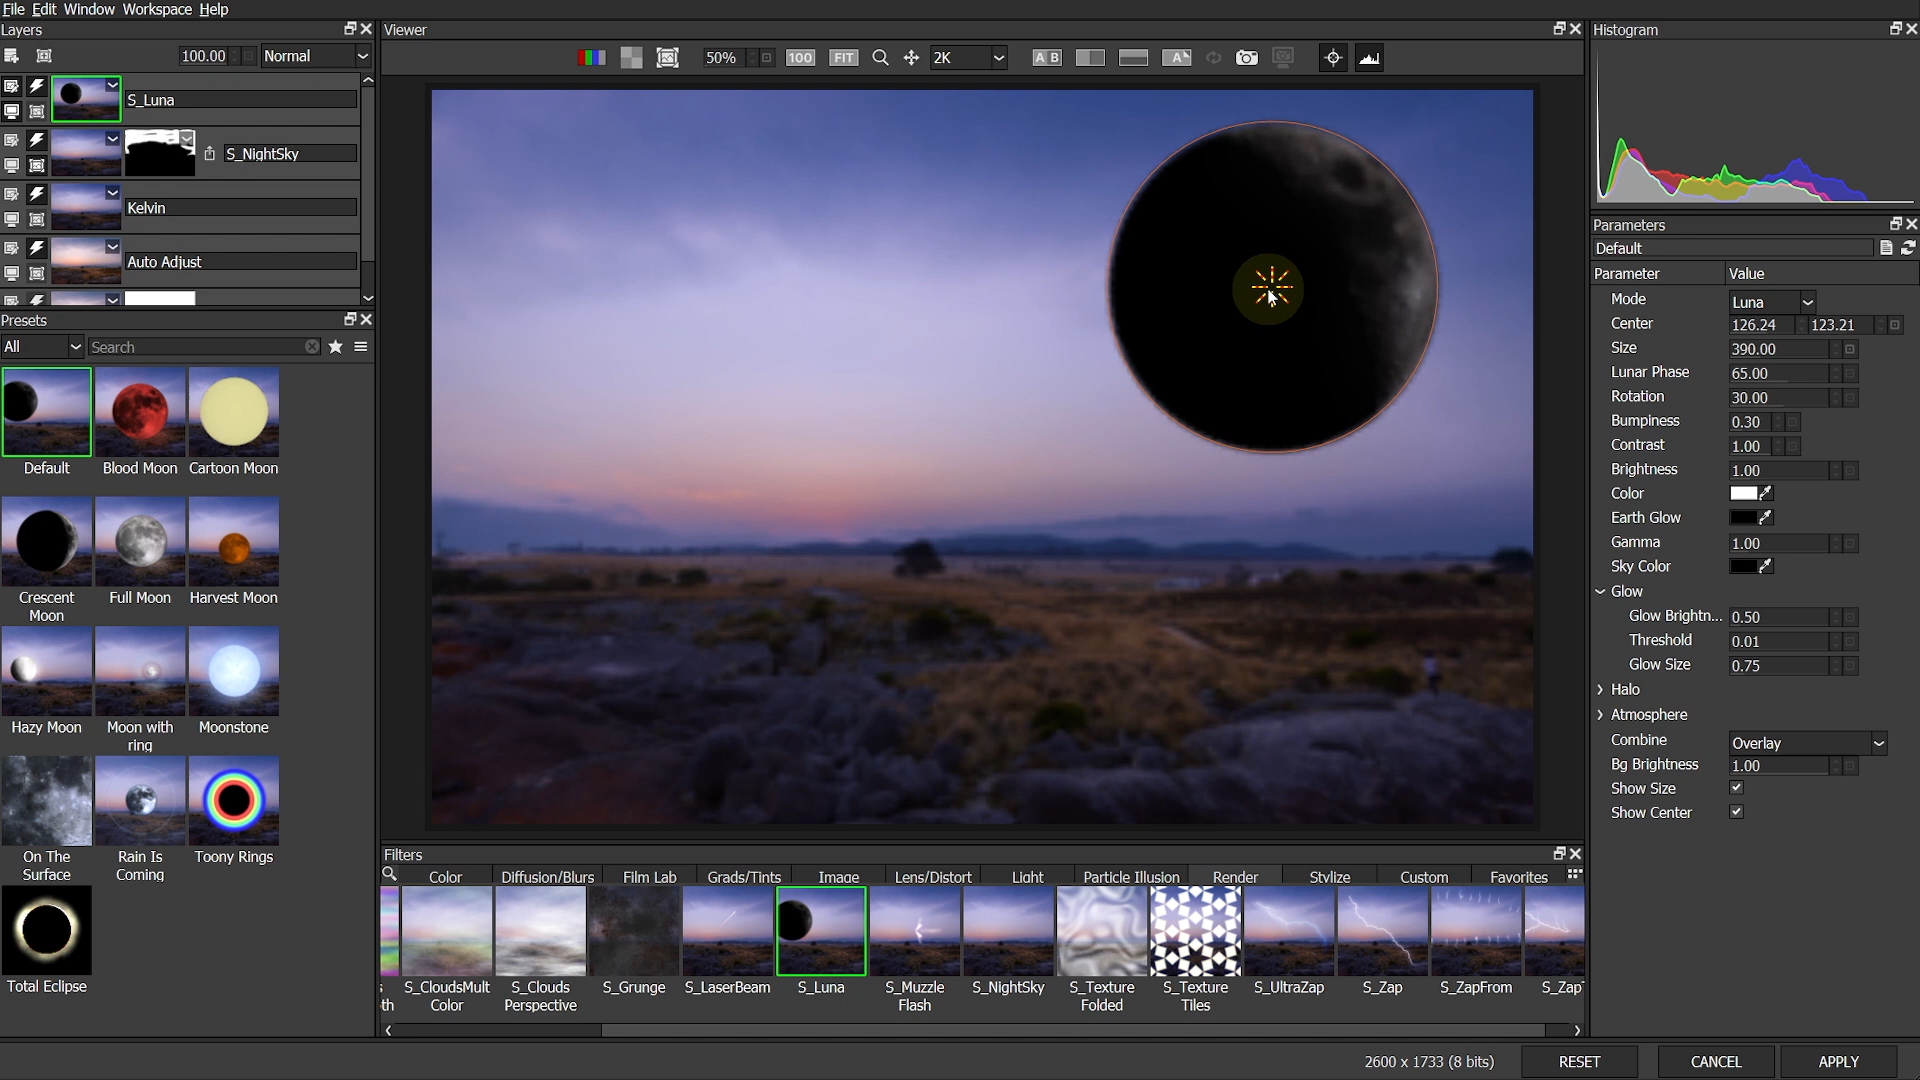 File Edit Window Workspace Help
Layers
100.00 Normal
S_Luna
S_NightSky
Kelvin
Auto Adjust
Presets
All Search
Default Blood Moon Cartoon Moon
Crescent Full Moon Harvest Moon
Moon
Hazy Moon Moon with Moonstone
ring
On The Rain Is Toony Rings
Surface Coming
Total Eclipse
Viewer
50% 100 FIT 2K A B A
Filters
Color Diffusion/Blurs Film Lab Grads/Tints Image Lens/Distort Light Particle Illusion Render Stylize Custom Favorites
S_CloudsMult S_Clouds S_Grunge S_LaserBeam S_Luna S_Muzzle S_NightSky S_Texture S_Texture S_UltraZap S_Zap S_ZapFrom S_Zap
th Color Perspective Flash Folded Tiles
Histogram
Parameters
Default
Parameter Value
Mode Luna
Center 126.24 123.21
Size 390.00
Lunar Phase 65.00
Rotation 30.00
Bumpiness 0.30
Contrast 1.00
Brightness 1.00
Color
Earth Glow
Gamma 1.00
Sky Color
Glow
Glow Brightn... 0.50
Threshold 0.01
Glow Size 0.75
Halo
Atmosphere
Combine Overlay
Bg Brightness 1.00
Show Size
Show Center
2600 x 1733 (8 bits) RESET CANCEL APPLY